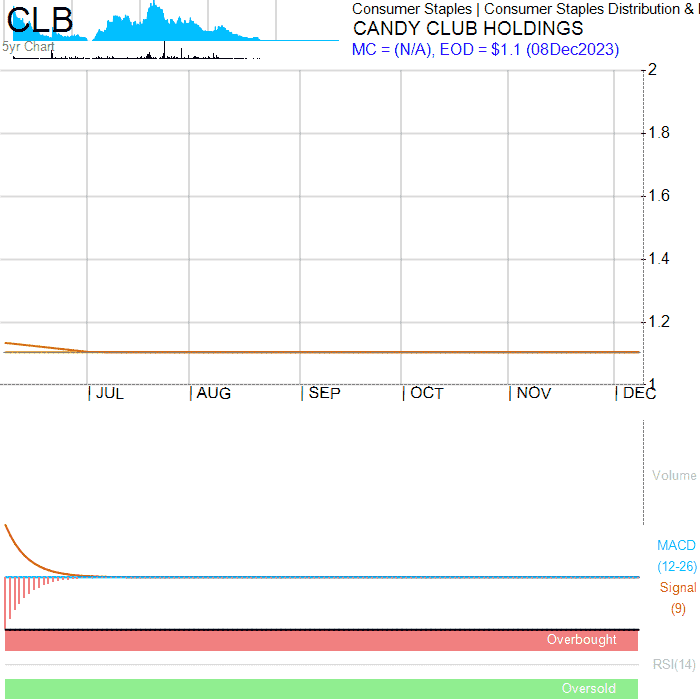 CLB
5yr Chart
Consumer Staples | Consumer Staples Distribution &
CANDY CLUB HOLDINGS
MC = (N/A), EOD = $1.1 (08Dec2023)
2
1.8
1.6
1.4
1.2
1
JUL AUG SEP OCT NOV DEC
Volume
MACD
(12-26)
Signal
(9)
Overbought
RSI(14)
Oversold